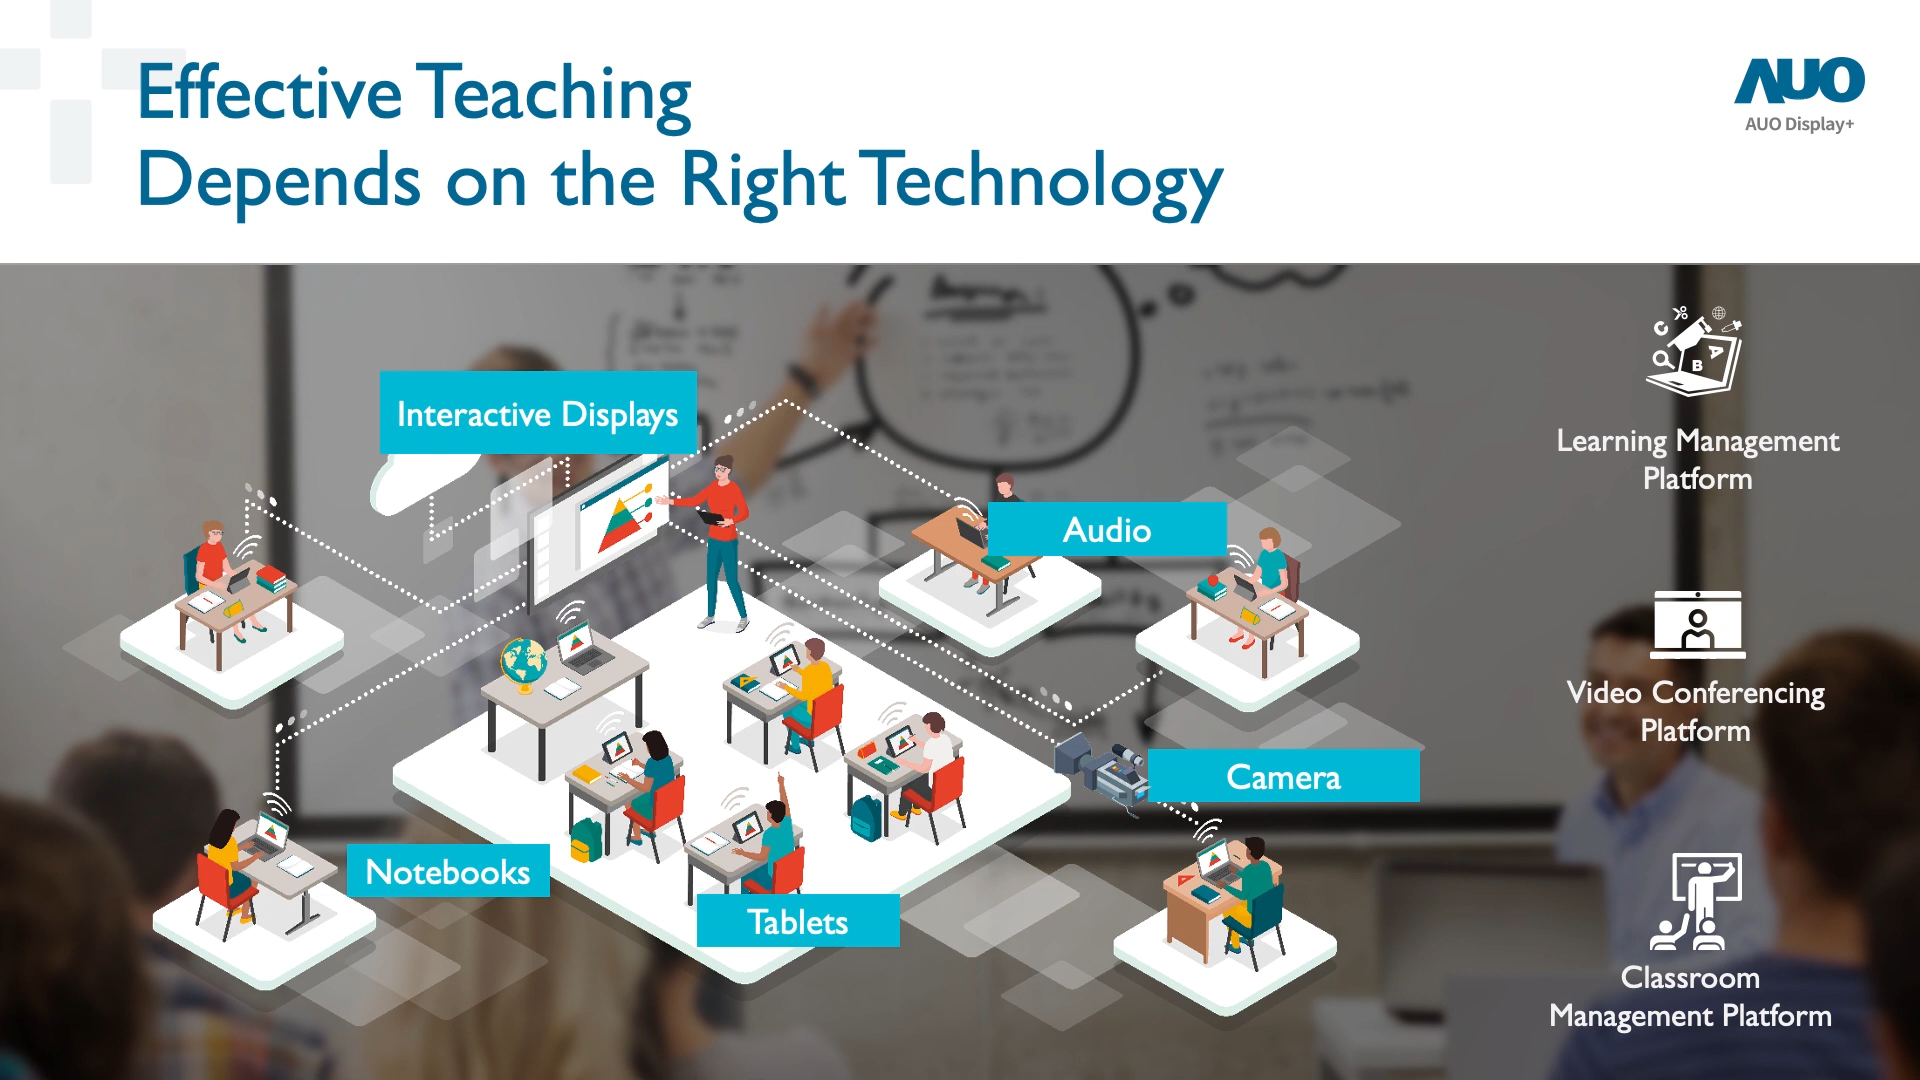 Effective Teaching
Depends on the Right Technology
AUO
AUO Display+
Interactive Displays
Audio
Camera
Notebooks
Tablets
Learning Management
Platform
Video Conferencing
Platform
Classroom
Management Platform